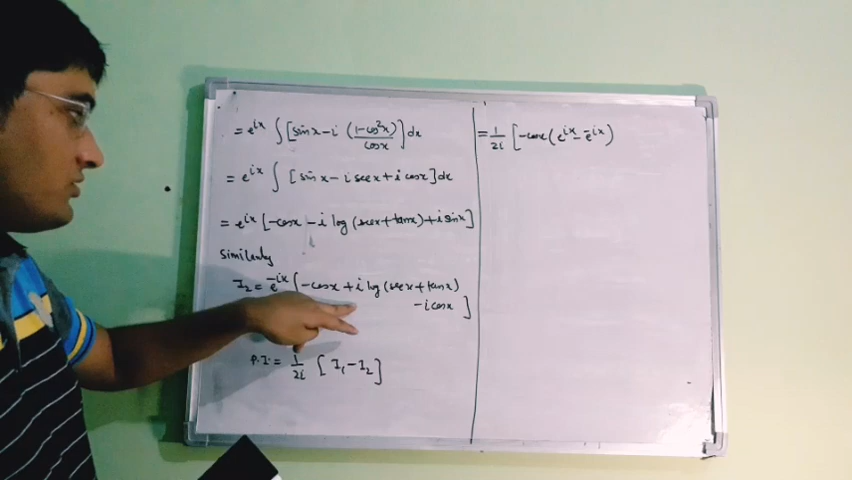 = e^{ix} ∫ [sin x - i (1-cos²x / cos x)] dx
= e^{ix} ∫ [sin x - i sec x + i cos x] dx
= e^{ix} [-cos x - i log (sec x + tan x) + i sin x]
Similarly
I₂ = e^{-ix} [-cos x + i log (sec x + tan x)
- i cos x]
P.I. = 1/2i [I₁ - I₂]
= 1/2i [-cos x (e^{ix} - e^{-ix})